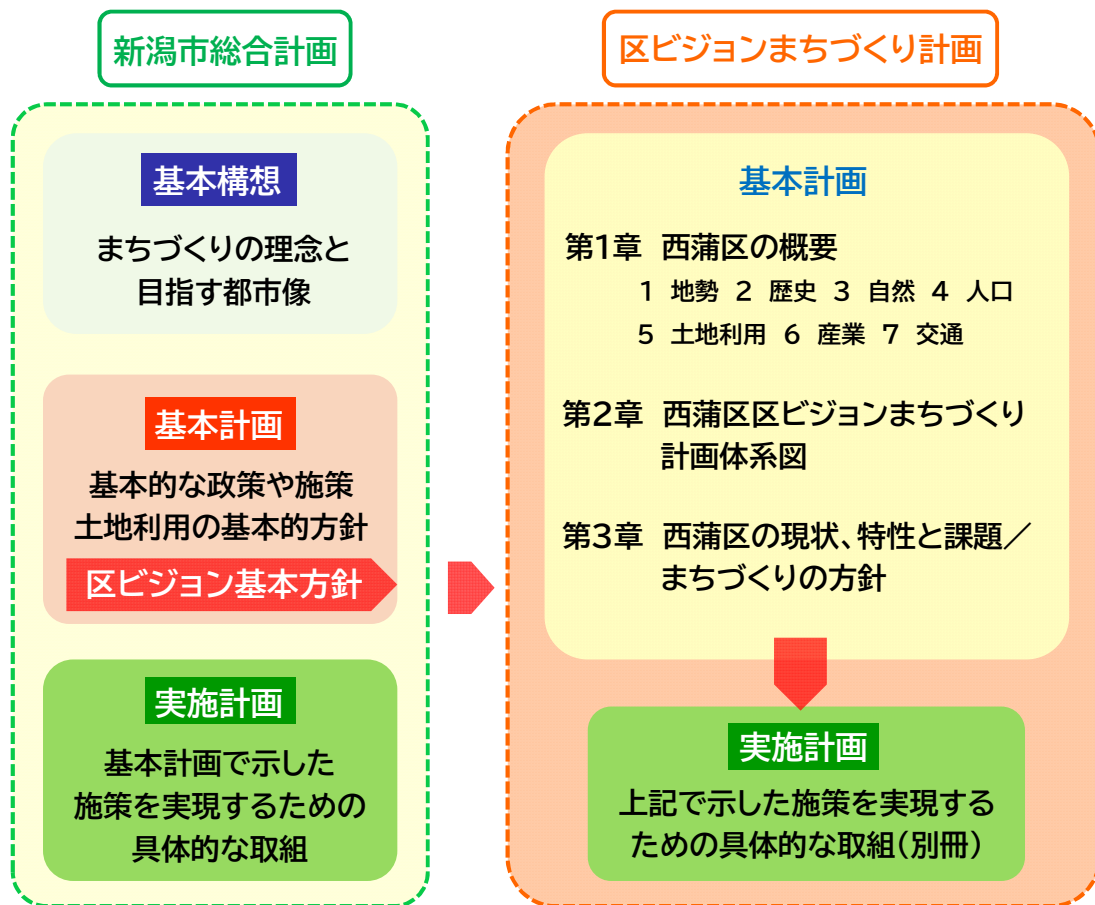 新潟市総合計画
基本構想
まちづくりの理念と
目指す都市像
基本計画
基本的な政策や施策
土地利用の基本的方針
区ビジョン基本方針
実施計画
基本計画で示した
施策を実現するための
具体的な取組
区ビジョンまちづくり計画
基本計画
第1章 西蒲区の概要
1 地勢 2 歴史 3 自然 4 人口
5 土地利用 6 産業 7 交通
第2章 西蒲区区ビジョンまちづくり
計画体系図
第3章 西蒲区の現状、特性と課題／
まちづくりの方針
実施計画
上記で示した施策を実現する
ための具体的な取組（別冊）